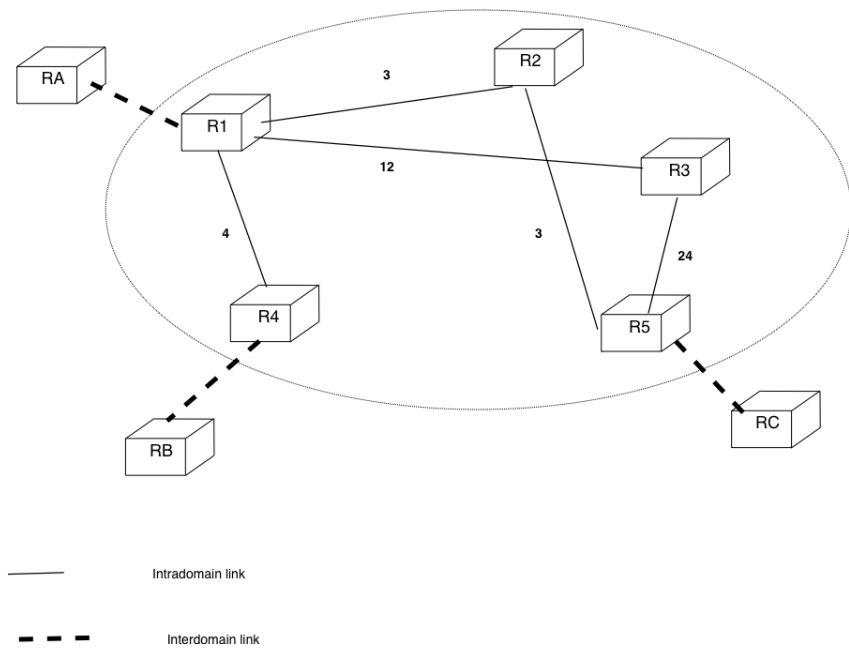 RA
R2
3
R1
R3
12
4
3
24
R4
R5
RC
RB
Intradomain link
Interdomain link